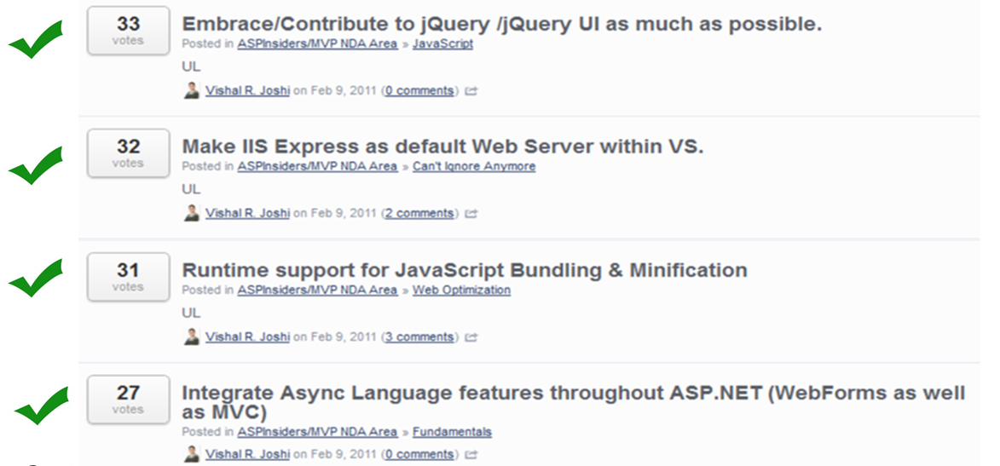 33
votes
Embrace/Contribute to jQuery /jQuery UI as much as possible.
Posted in ASPInsiders/MVP NDA Area » JavaScript
UL
Vishal R. Joshi on Feb 9, 2011 (0 comments)
32
votes
Make IIS Express as default Web Server within VS.
Posted in ASPInsiders/MVP NDA Area » Can't Ignore Anymore
UL
Vishal R. Joshi on Feb 9, 2011 (2 comments)
31
votes
Runtime support for JavaScript Bundling & Minification
Posted in ASPInsiders/MVP NDA Area » Web Optimization
UL
Vishal R. Joshi on Feb 9, 2011 (3 comments)
27
votes
Integrate Async Language features throughout ASP.NET (WebForms as well
as MVC)
Posted in ASPInsiders/MVP NDA Area » Fundamentals
Vishal R. Joshi on Feb 9, 2011 (0 comments)